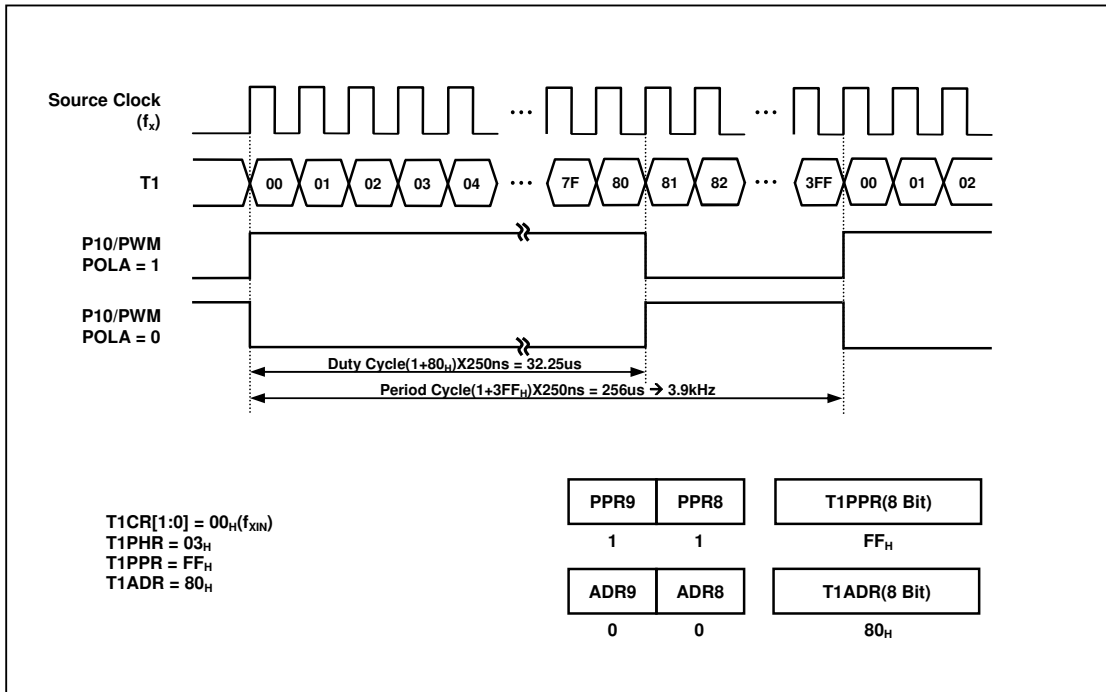 Source Clock
(fx)
... ...
T1
00 01 02 03 04 ... 7F 80 81 82 ... 3FF 00 01 02
P10/PWM
POLA = 1
P10/PWM
POLA = 0
Duty Cycle(1+80H)X250ns = 32.25us
Period Cycle(1+3FFH)X250ns = 256us → 3.9kHz
T1CR[1:0] = 00H(fXIN)
T1PHR = 03H
T1PPR = FFH
T1ADR = 80H
PPR9 PPR8 T1PPR(8 Bit)
1 1 FFH
ADR9 ADR8 T1ADR(8 Bit)
0 0 80H